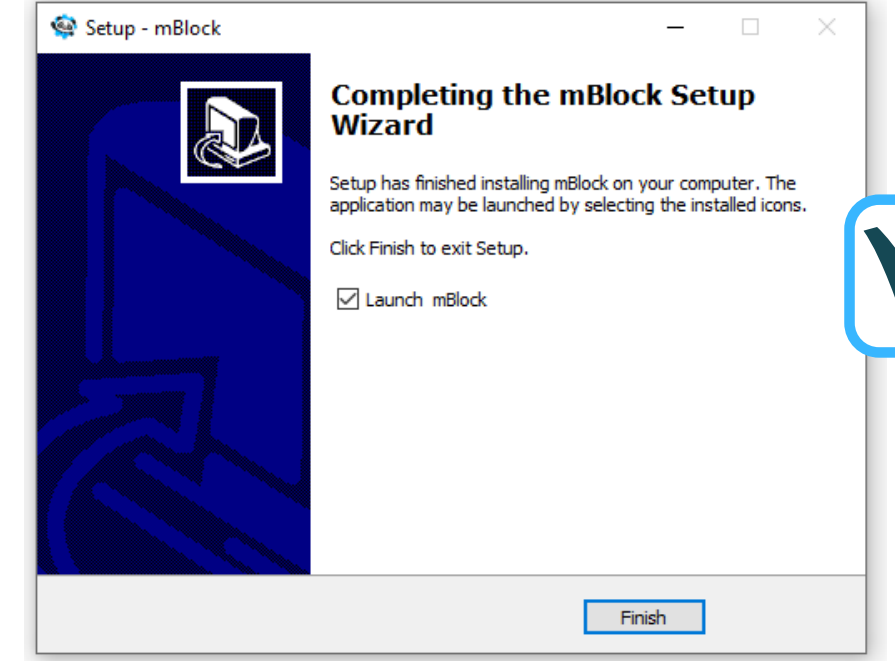 Setup - mBlock
Completing the mBlock Setup
Wizard
Setup has finished installing mBlock on your computer. The
application may be launched by selecting the installed icons.
Click Finish to exit Setup.
Launch mBlock
Finish